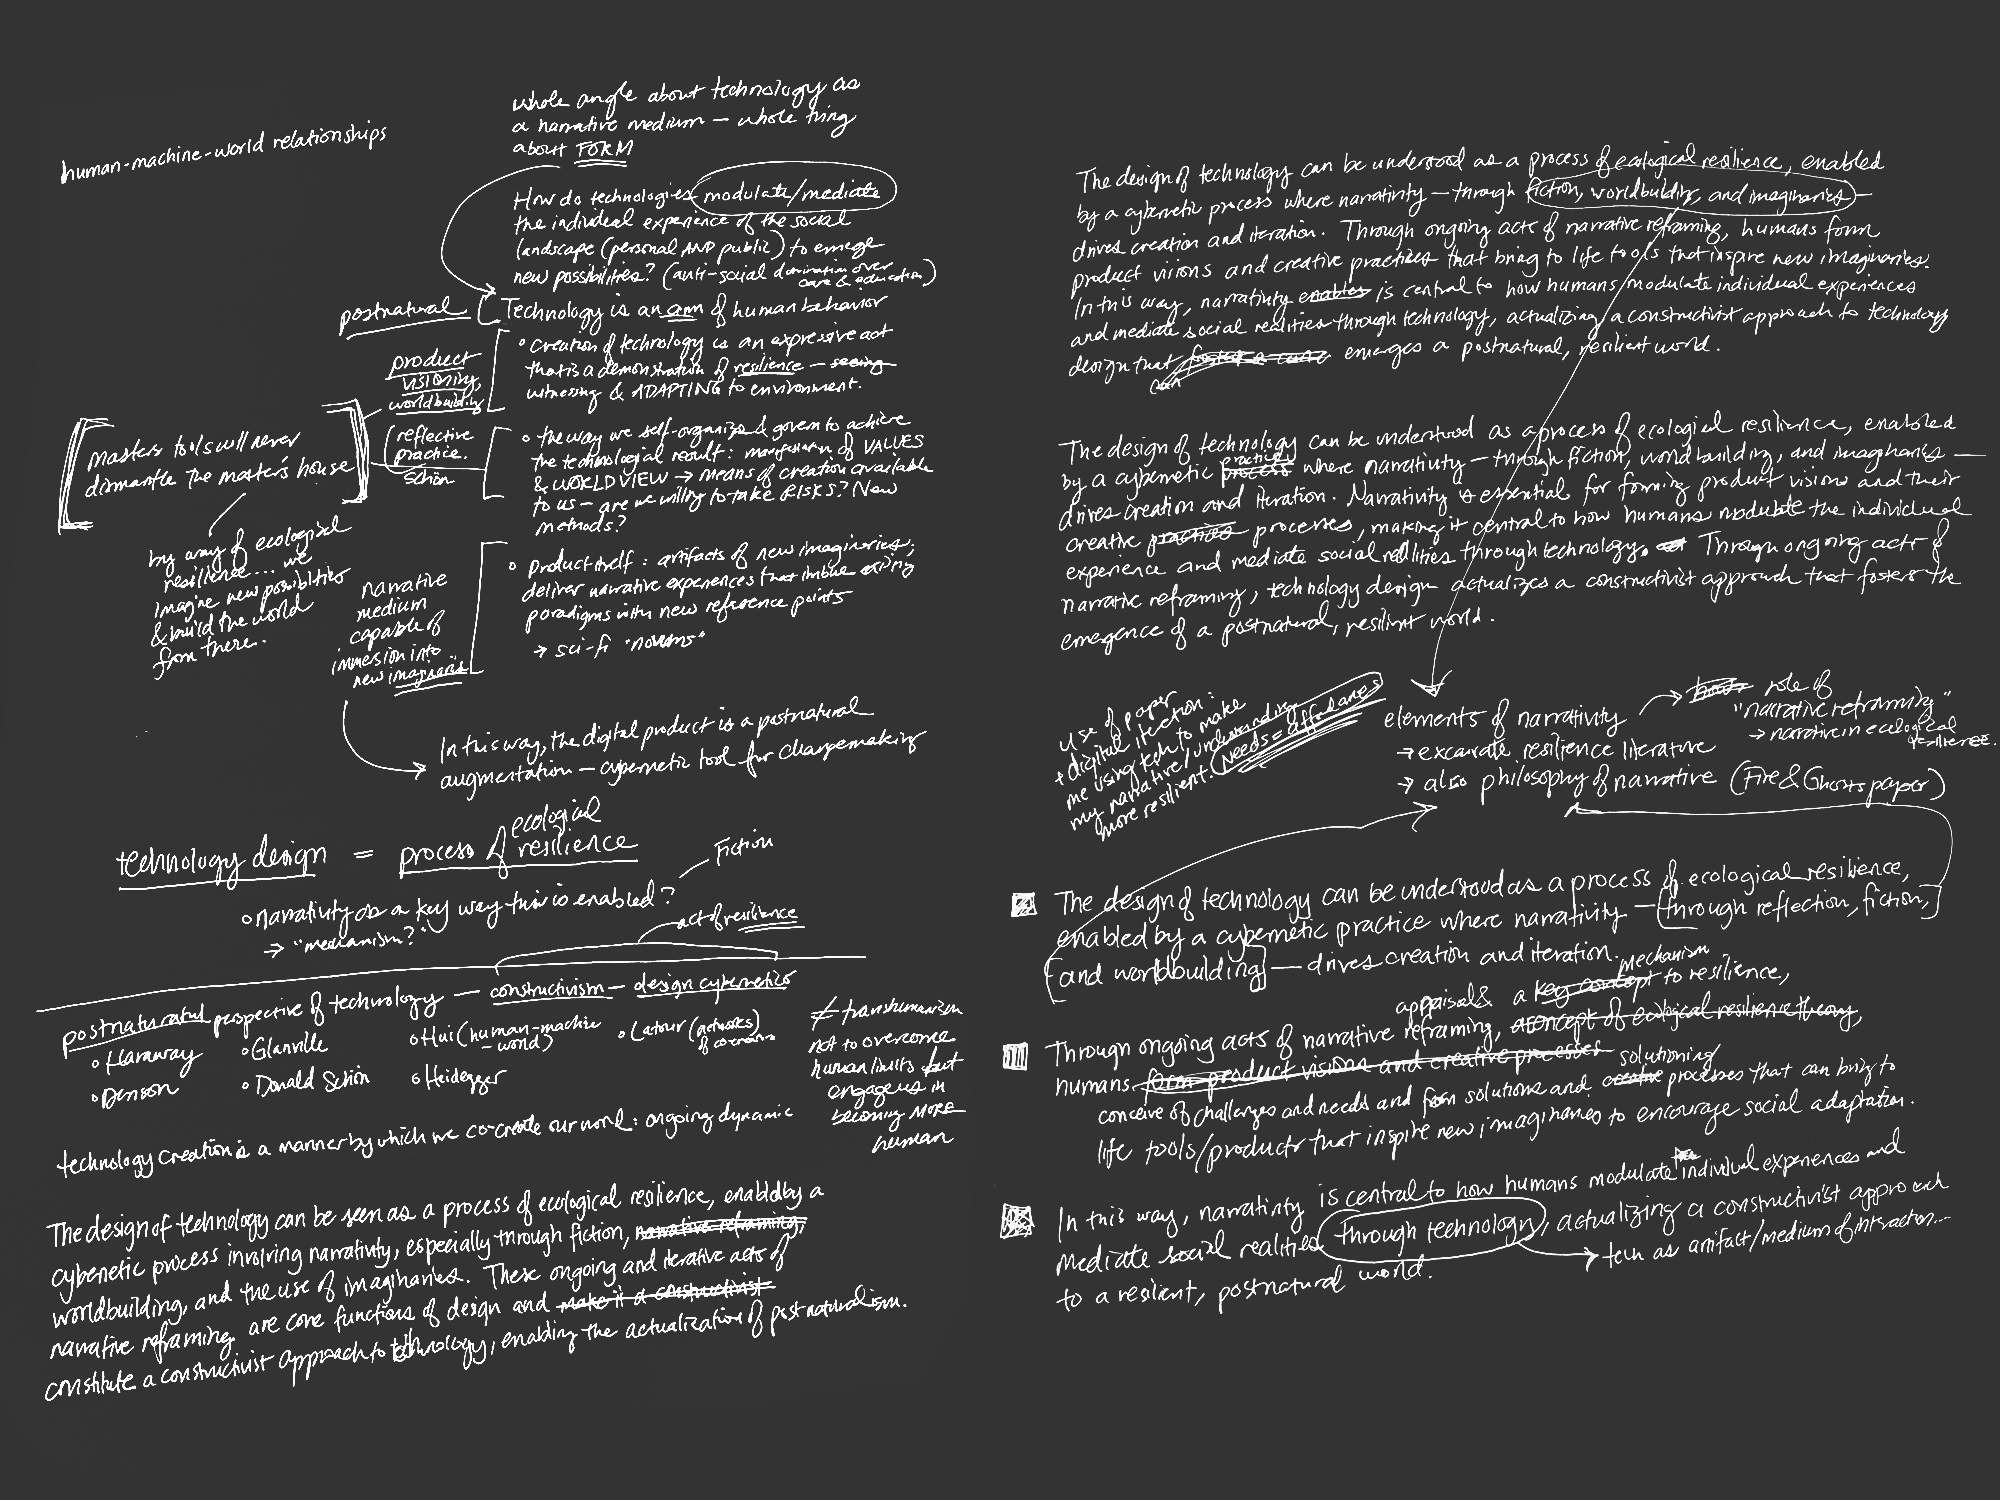 human-machine-world relationships
whole angle about technology as
a narrative medium — whole thing
about FORM
How do technologies modulate/mediate
the individual experience of the social
landscape (personal AND public) to emerge
new possibilities? (anti-social domination over
care & education)
postnatural
Technology is an arm of human behavior
product
visioning,
worldbuilding
• creation of technology is an expressive act
that is a demonstration of resilience — seeing
witnessing & ADAPTING to environment.
masters tools will never
dismantle the master's house
(reflective
practice.
Schön
• the way we self-organize & govern to achieve
the technological result: manifestation of VALUES
& WORLDVIEW → means of creation available
to us — are we willing to take RISKS? New
methods?
by way of ecological
resilience... we
imagine new possibilities
& build the world
from there.
narrative
medium
capable of
immersion into
new imaginaries
• product itself: artifacts of new imaginaries;
deliver narrative experiences that imbue existing
paradigms with new reference points
→ sci-fi "novums"
In this way, the digital product is a postnatural
augmentation — cybernetic tool for changemaking
technology design = process of ecological
resilience
Fiction
• narrativity as a key way this is enabled?
→ "mechanism?"
act of resilience
postnatural perspective of technology — constructivism — design cybernetics
• Haraway
• Denson
• Glanville
• Donald Schön
• Hui (human-machine
-world)
• Heidegger
• Latour (networks)
≠ transhumanism
not to overcome
human limits but
engage us in
becoming MORE
human
technology creation is a manner by which we co-create our world: ongoing dynamic
The design of technology can be seen as a process of ecological resilience, enabled by a
cybernetic process involving narrativity, especially through fiction, narrative reframing,
worldbuilding, and the use of imaginaries. These ongoing and iterative acts of
narrative reframing are core functions of design and make it a constructivist
constitute a constructivist approach to technology, enabling the actualization of postnaturalism.
The design of technology can be understood as a process of ecological resilience, enabled
by a cybernetic process where narrativity — through fiction, worldbuilding, and imaginaries —
drives creation and iteration. Through ongoing acts of narrative reframing, humans form
product visions and creative practices that bring to life tools that inspire new imaginaries.
In this way, narrativity enables is central to how humans modulate individual experiences
and mediate social realities through technology, actualizing a constructivist approach to technology
design that emerges a postnatural, resilient world.
can
The design of technology can be understood as a process of ecological resilience, enabled
by a cybernetic process practice where narrativity — through fiction, worldbuilding, and imaginaries —
drives creation and iteration. Narrativity is essential for forming product visions and their
creative practices processes, making it central to how humans modulate the individual
experience and mediate social realities through technology. Through ongoing acts of
narrative reframing, technology design actualizes a constructivist approach that fosters the
emergence of a postnatural, resilient world.
use of paper
+ digital iteration:
me using tech to make
my narrative/understanding
more resilient. (Needs = affordances
elements of narrativity
→ excavate resilience literature
→ also philosophy of narrative (Fire & Ghosts paper)
role of
"narrative reframing"
→ narrative in ecological
resilience.
The design of technology can be understood as a process of ecological resilience,
enabled by a cybernetic practice where narrativity — [through reflection, fiction,
and worldbuilding] — drives creation and iteration.
mechanism
appraisal & a key concept to resilience,
Through ongoing acts of narrative reframing, a concept of ecological resilience theory,
humans form product visions and creative processes solutioning
conceive of challenges and needs and form solutions and creative processes that can bring to
life tools/products that inspire new imaginaries to encourage social adaptation.
In this way, narrativity is central to how humans modulate individual experiences and
mediate social realities through technology, actualizing a constructivist approach
to a resilient, postnatural world.
tech as artifact/medium of interaction...